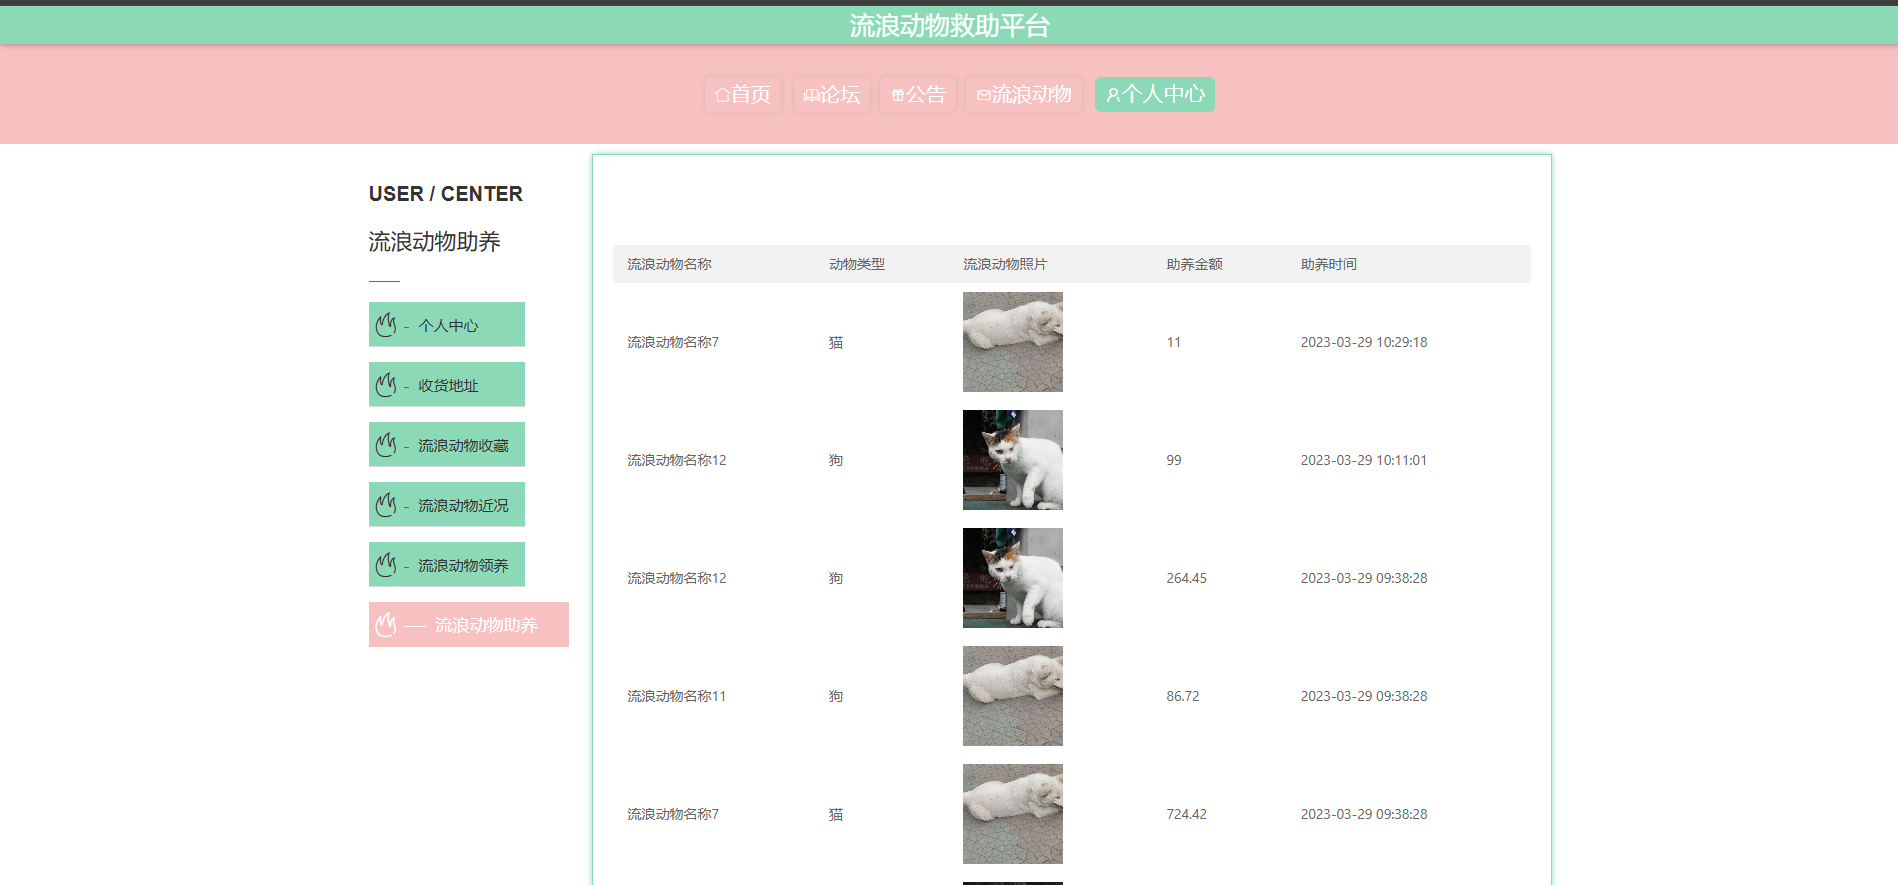 流浪动物救助平台
首页 论坛 公告 流浪动物 个人中心
USER / CENTER
流浪动物助养
- 个人中心
- 收货地址
- 流浪动物收藏
- 流浪动物近况
- 流浪动物领养
— 流浪动物助养
流浪动物名称 动物类型 流浪动物照片 助养金额 助养时间
流浪动物名称7 猫 11 2023-03-29 10:29:18
流浪动物名称12 狗 99 2023-03-29 10:11:01
流浪动物名称12 狗 264.45 2023-03-29 09:38:28
流浪动物名称11 狗 86.72 2023-03-29 09:38:28
流浪动物名称7 猫 724.42 2023-03-29 09:38:28